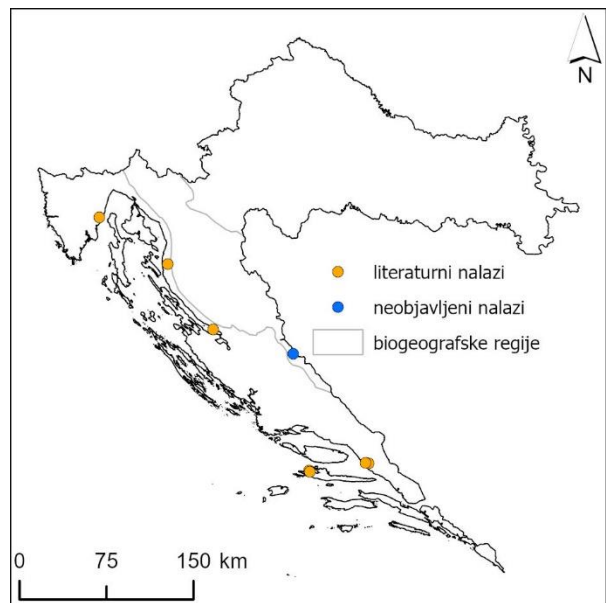 N
literaturni nalazi
neobjavljeni nalazi
biogeografske regije
0 75 150 km